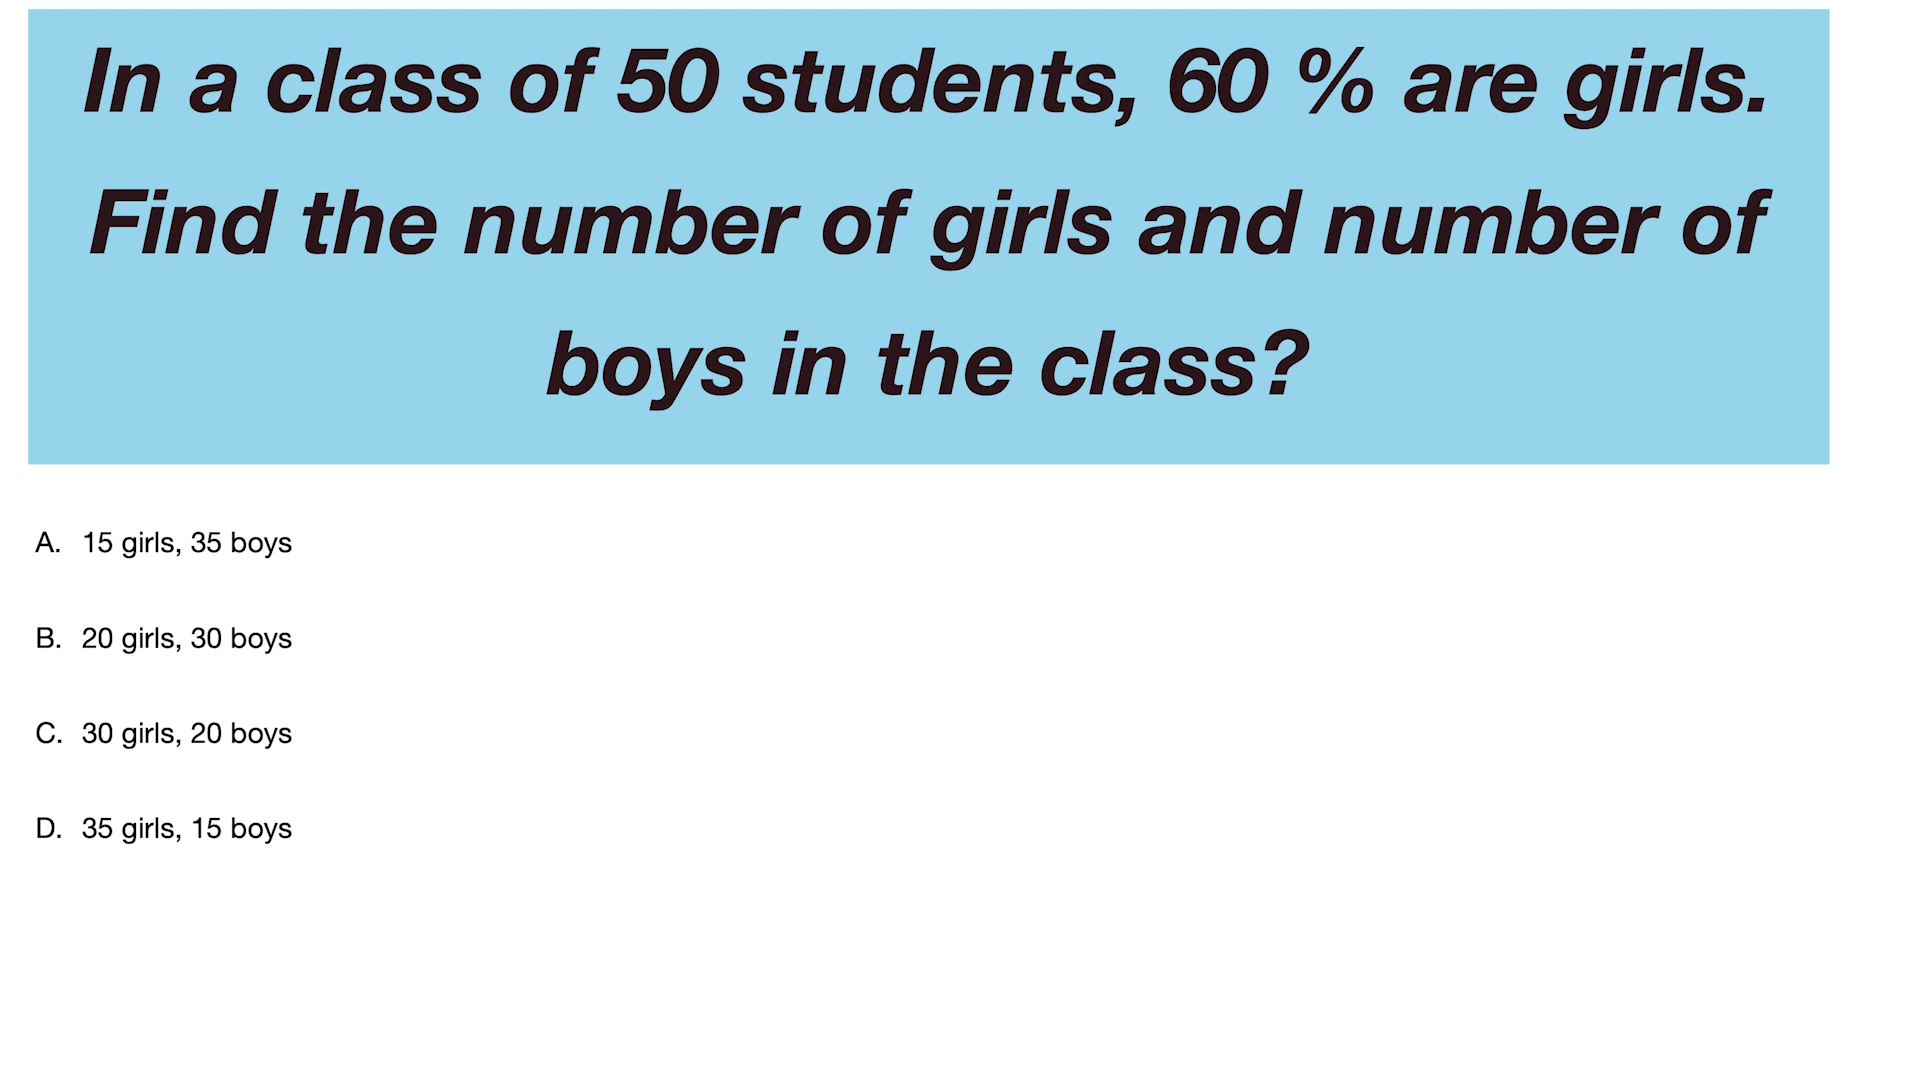 In a class of 50 students, 60 % are girls.
Find the number of girls and number of
boys in the class?
A. 15 girls, 35 boys
B. 20 girls, 30 boys
C. 30 girls, 20 boys
D. 35 girls, 15 boys